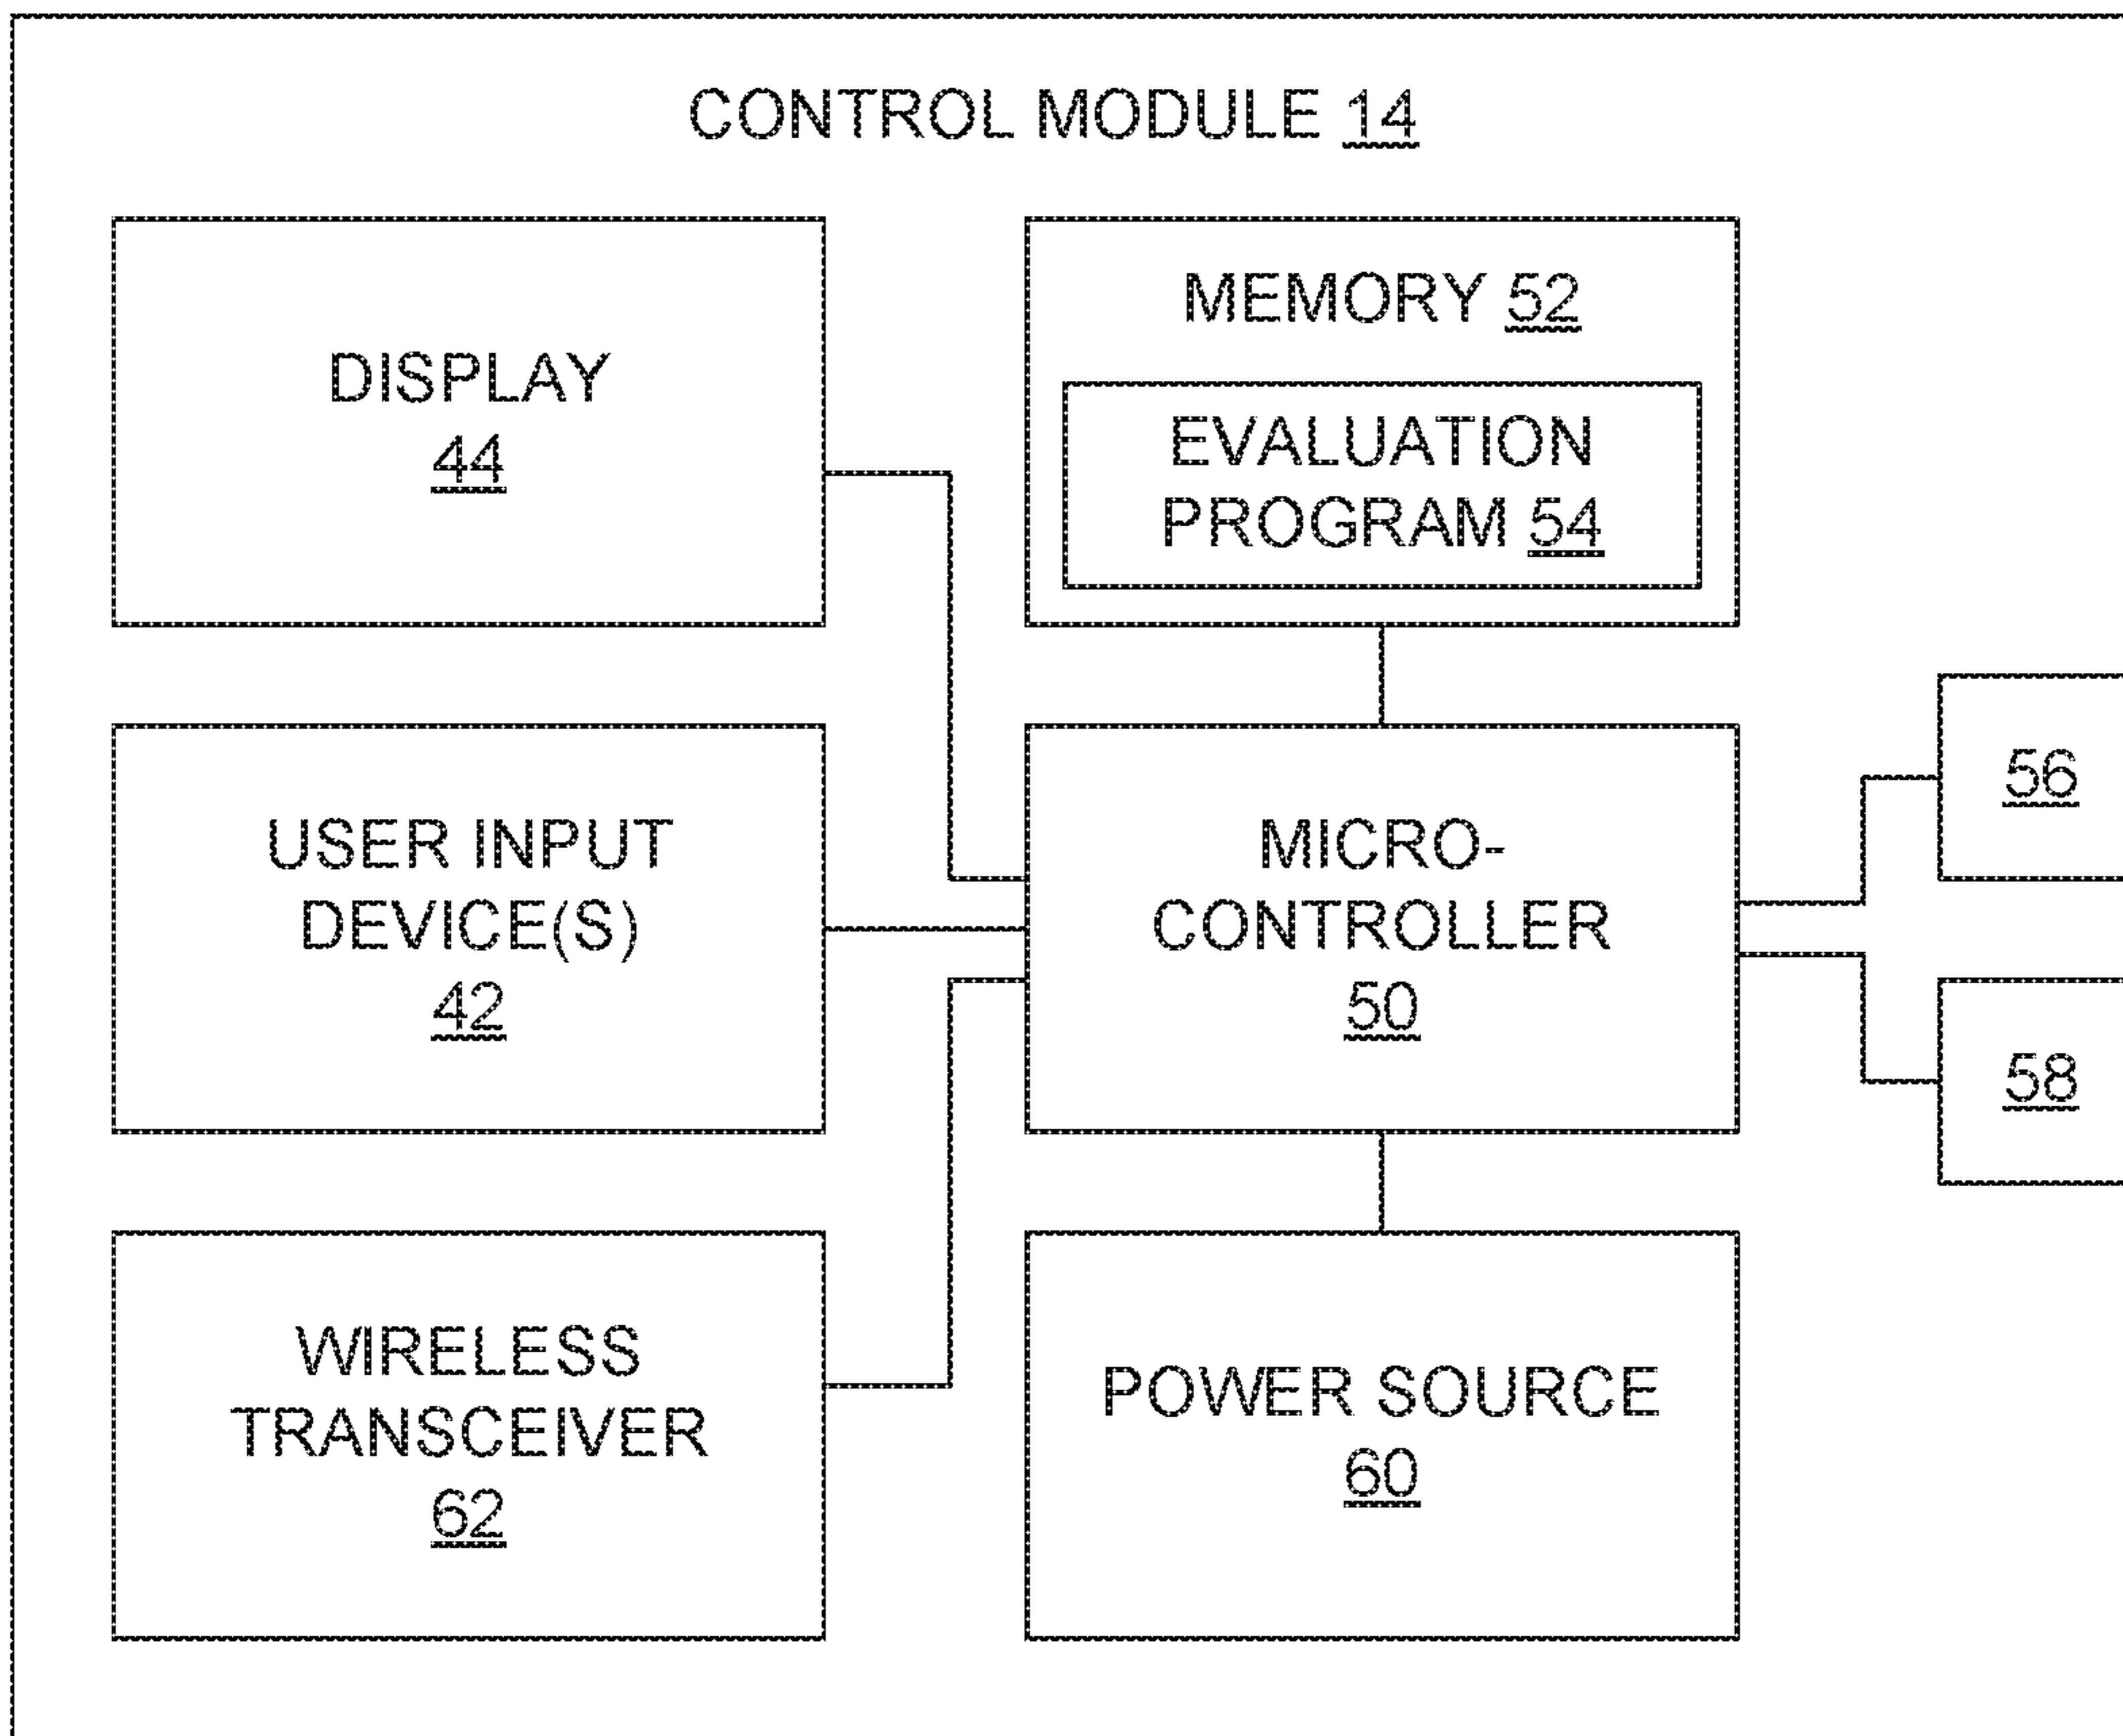 CONTROL MODULE 14
DISPLAY
44
MEMORY 52
EVALUATION
PROGRAM 54
USER INPUT
DEVICE(S)
42
MICRO-
CONTROLLER
50
56
58
WIRELESS
TRANSCEIVER
62
POWER SOURCE
60